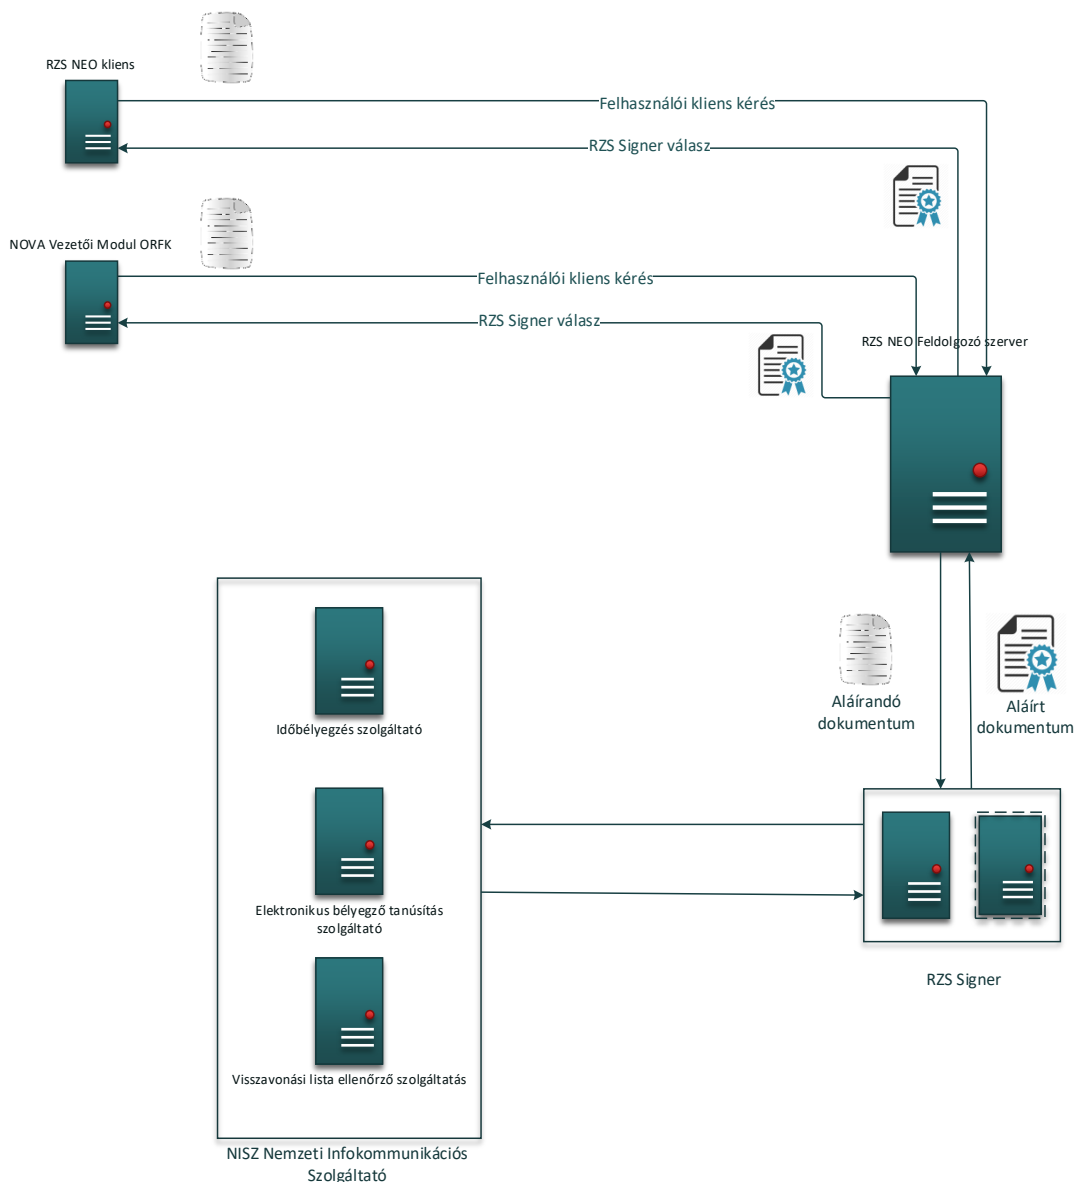 RZS NEO kliens
Felhasználói kliens kérés
RZS Signer válasz
NOVA Vezetői Modul ORFK
Felhasználói kliens kérés
RZS Signer válasz
RZS NEO Feldolgozó szerver
Aláírandó
dokumentum
Aláírt
dokumentum
Időbélyegzés szolgáltató
Elektronikus bélyegző tanúsítás
szolgáltató
RZS Signer
Visszavonási lista ellenőrző szolgáltatás
NISZ Nemzeti Infokommunikációs
Szolgáltató